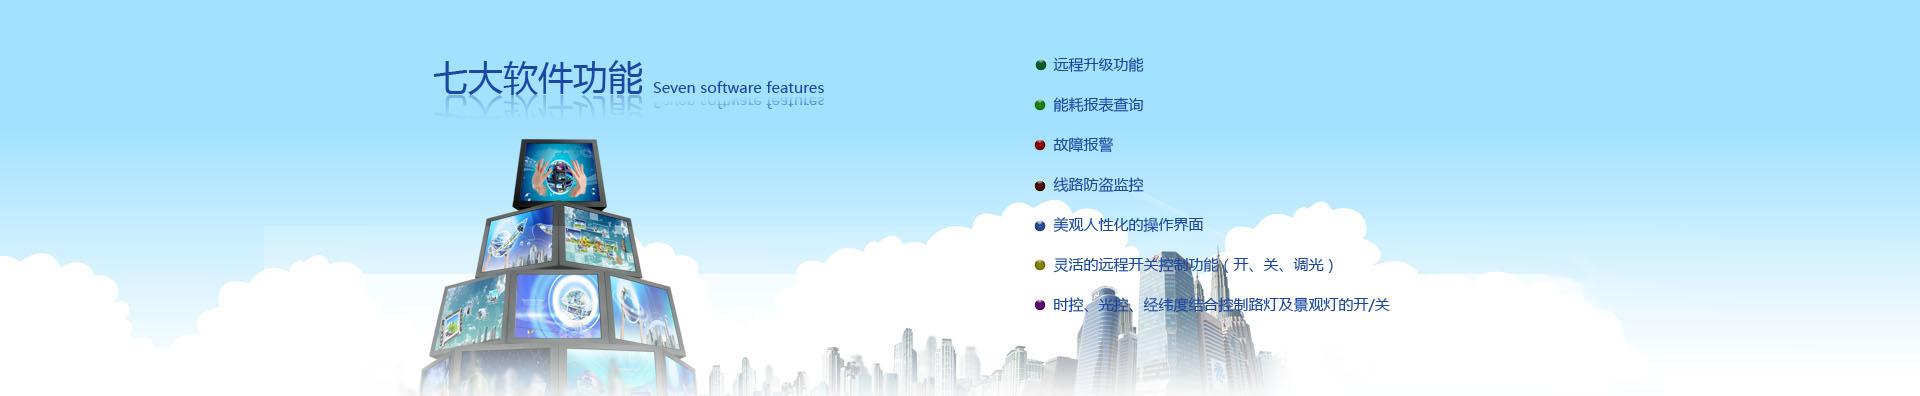 七大软件功能 Seven software features
远程升级功能
能耗报表查询
故障报警
线路防盗监控
美观人性化的操作界面
灵活的远程开关控制功能（开、关、调光）
时控、光控、经纬度结合控制路灯及景观灯的开/关